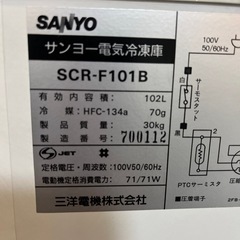 SANYO
サンヨー電気冷凍庫
SCR-F101B
有効内容積：102L
冷媒：HFC-134a 70g
質量：30kg
製造番号 700112
JET
定格電圧・周波数：100V50/60Hz
電動機定格消費電力：71/71W
三洋電機株式会社
100V
50/60Hz
白
サーモスタット
黒
PTCサーミスタ